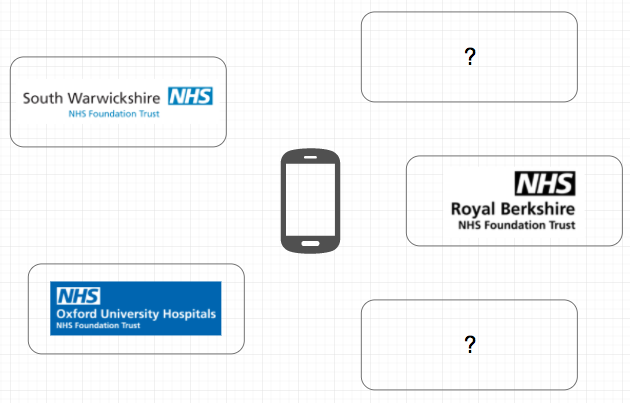 ?
South Warwickshire NHS
NHS Foundation Trust
NHS
Royal Berkshire
NHS Foundation Trust
NHS
Oxford University Hospitals
NHS Foundation Trust
?